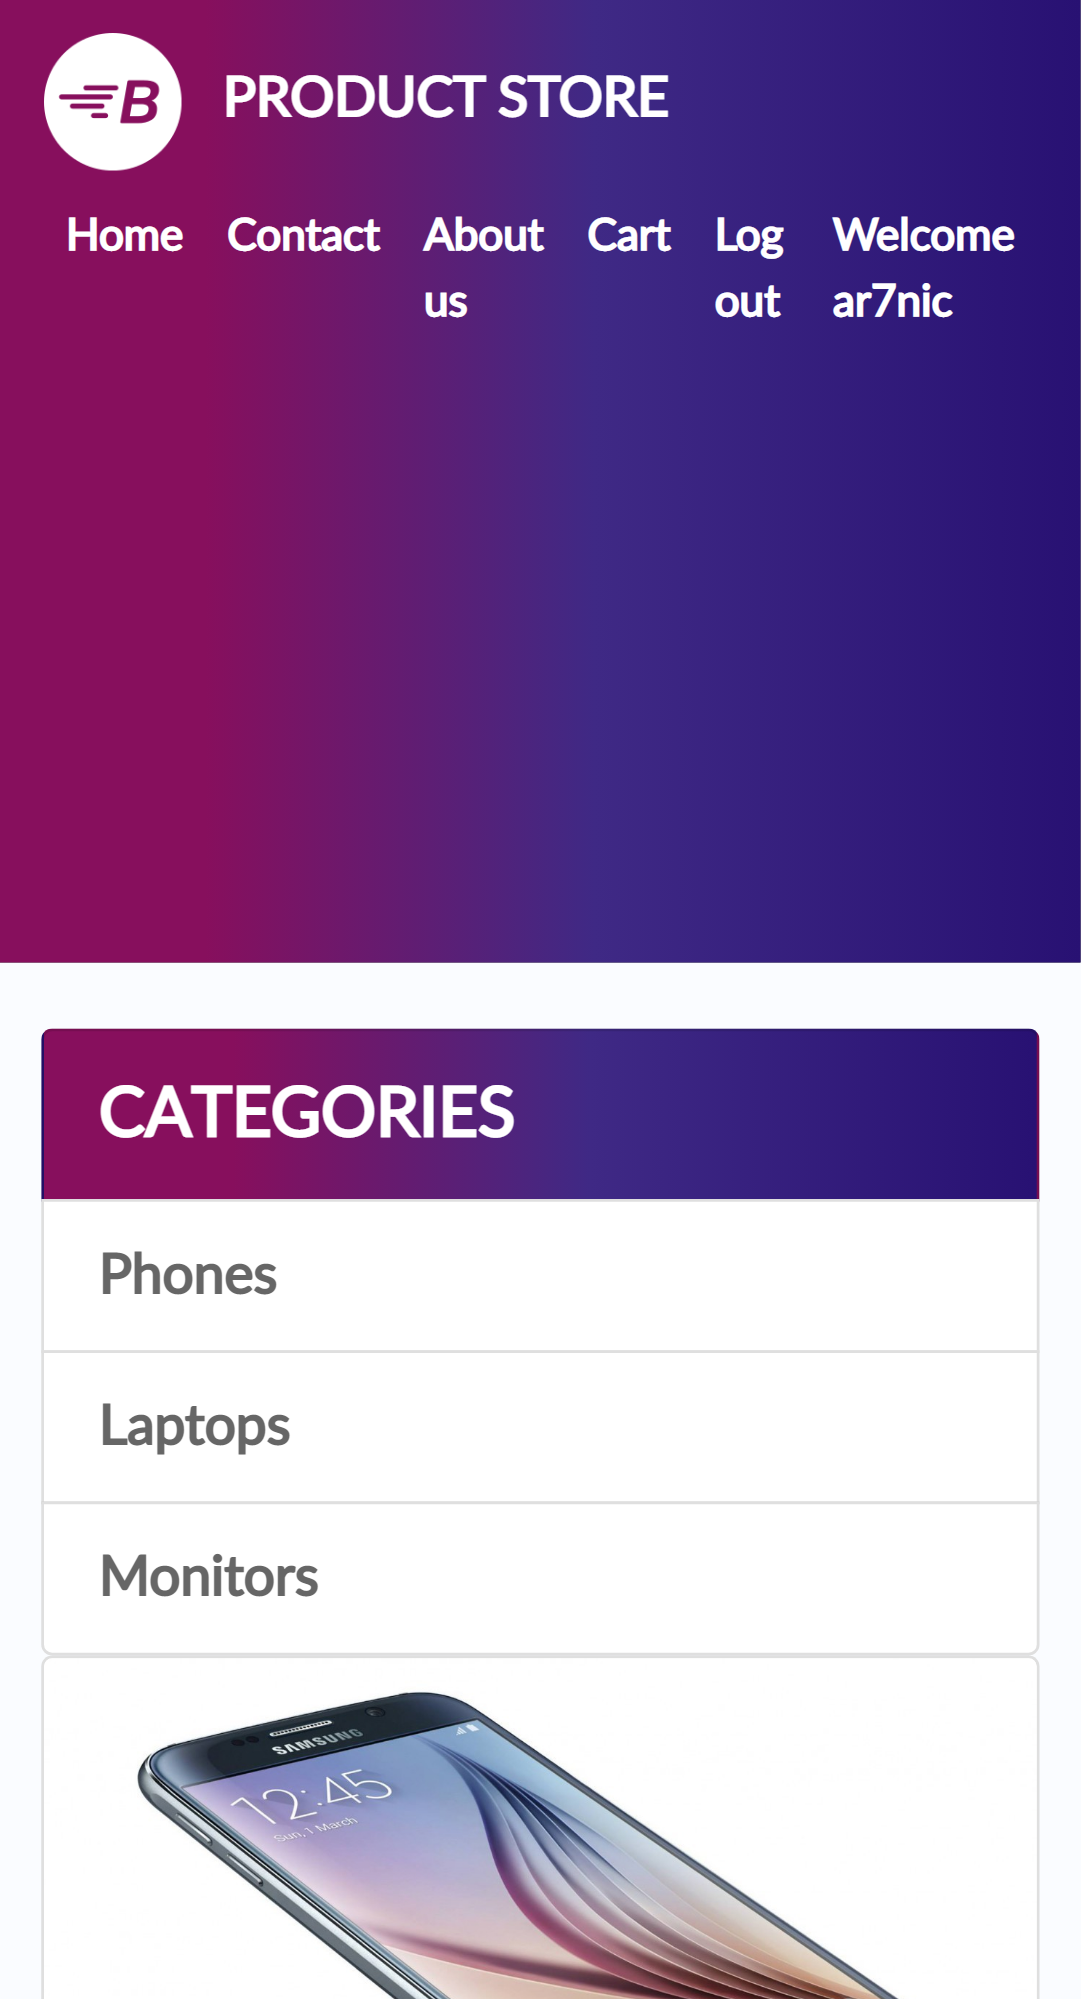 B
PRODUCT STORE
Home Contact About us Cart Log out Welcome ar7nic
CATEGORIES
Phones
Laptops
Monitors
SAMSUNG
12:45
Sun, 1 March